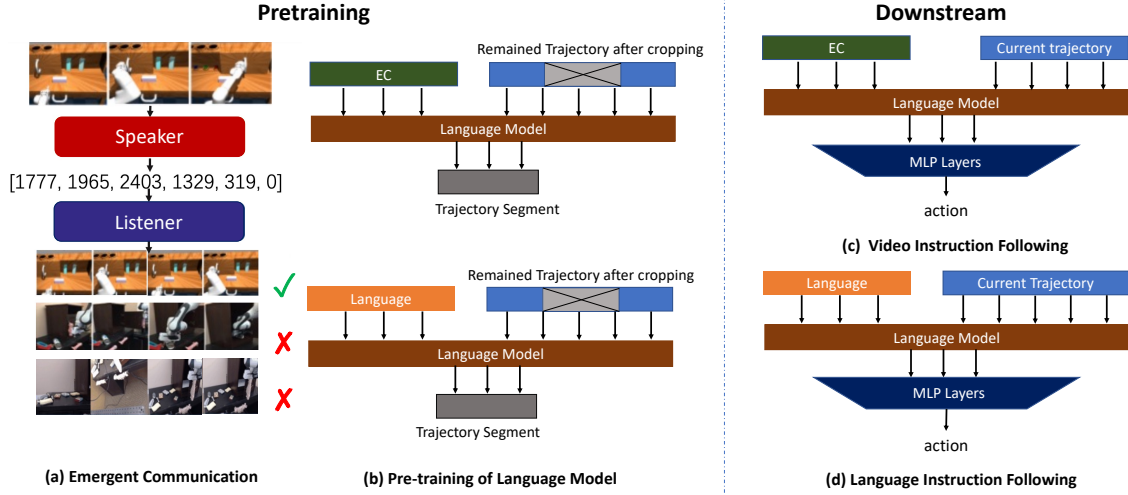 Pretraining
Speaker
[1777, 1965, 2403, 1329, 319, 0]
Listener
(a) Emergent Communication
Remained Trajectory after cropping
EC
Language Model
Trajectory Segment
Remained Trajectory after cropping
Language
Language Model
Trajectory Segment
(b) Pre-training of Language Model
Downstream
EC
Current trajectory
Language Model
MLP Layers
action
(c) Video Instruction Following
Language
Current Trajectory
Language Model
MLP Layers
action
(d) Language Instruction Following